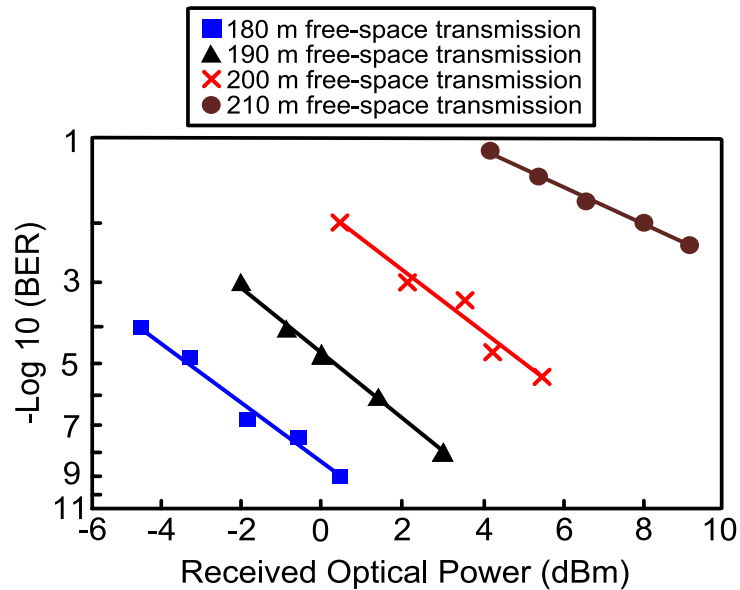 180 m free-space transmission
190 m free-space transmission
200 m free-space transmission
210 m free-space transmission
1
3
5
7
9
11
-Log 10 (BER)
-6 -4 -2 0 2 4 6 8 10
Received Optical Power (dBm)